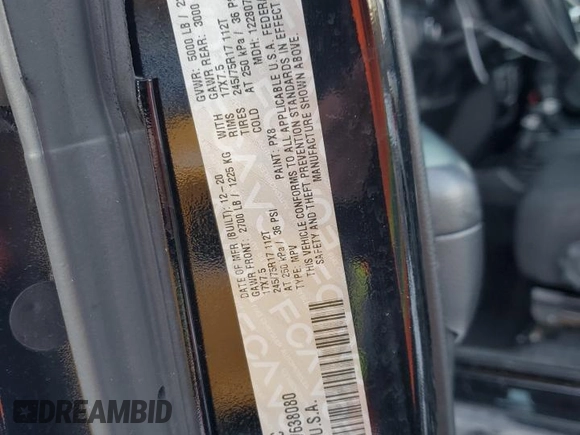 DATE OF MFR (BUILT): 12-20 GVWR: 5000 LB
GAWR FRONT: 2700 LB / 1225 KG WITH GAWR REAR: 3000
17X7.5 RIMS 17X7.5
245/75R17 112T TIRES 245/75R17 112T
AT 250 kPa / 36 PSI COLD AT 250 kPa / 36 PSI
TYPE: MPV PAINT: PX8 MDH:
THIS VEHICLE CONFORMS TO ALL APPLICABLE U.S.A. FEDERAL
SAFETY AND THEFT PREVENTION STANDARDS IN EFFECT
MANUFACTURE SHOWN ABOVE.
638080
U.S.A.
DREAMBID